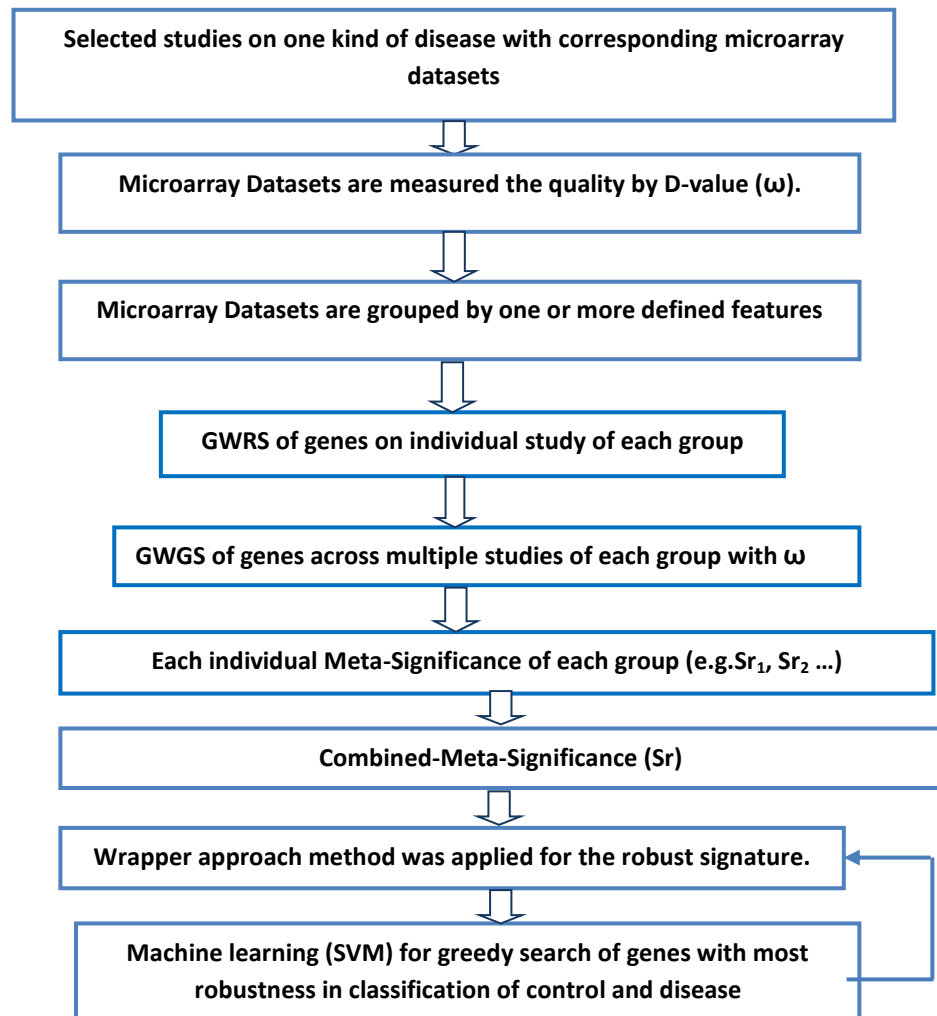 Selected studies on one kind of disease with corresponding microarray
datasets
Microarray Datasets are measured the quality by D-value (ω).
Microarray Datasets are grouped by one or more defined features
GWRS of genes on individual study of each group
GWGS of genes across multiple studies of each group with ω
Each individual Meta-Significance of each group (e.g.Sr₁, Sr₂ …)
Combined-Meta-Significance (Sr)
Wrapper approach method was applied for the robust signature.
Machine learning (SVM) for greedy search of genes with most
robustness in classification of control and disease